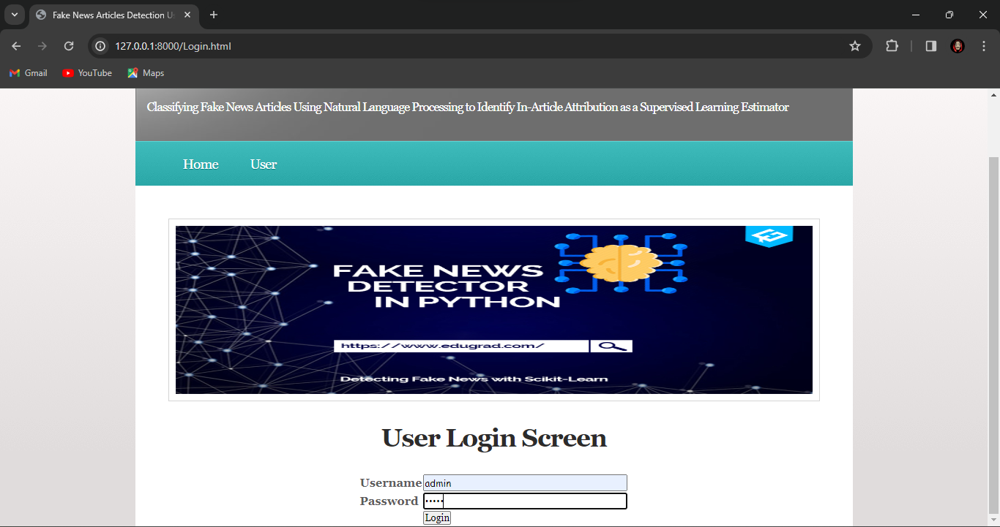 Fake News Articles Detection U
127.0.0.1:8000/Login.html
Gmail YouTube Maps
Classifying Fake News Articles Using Natural Language Processing to Identify In-Article Attribution as a Supervised Learning Estimator
Home User
FAKE NEWS
DETECTOR
IN PYTHON
https://www.edugrad.com/
Detecting Fake News with Scikit-Learn
User Login Screen
Username admin
Password •••••
Login